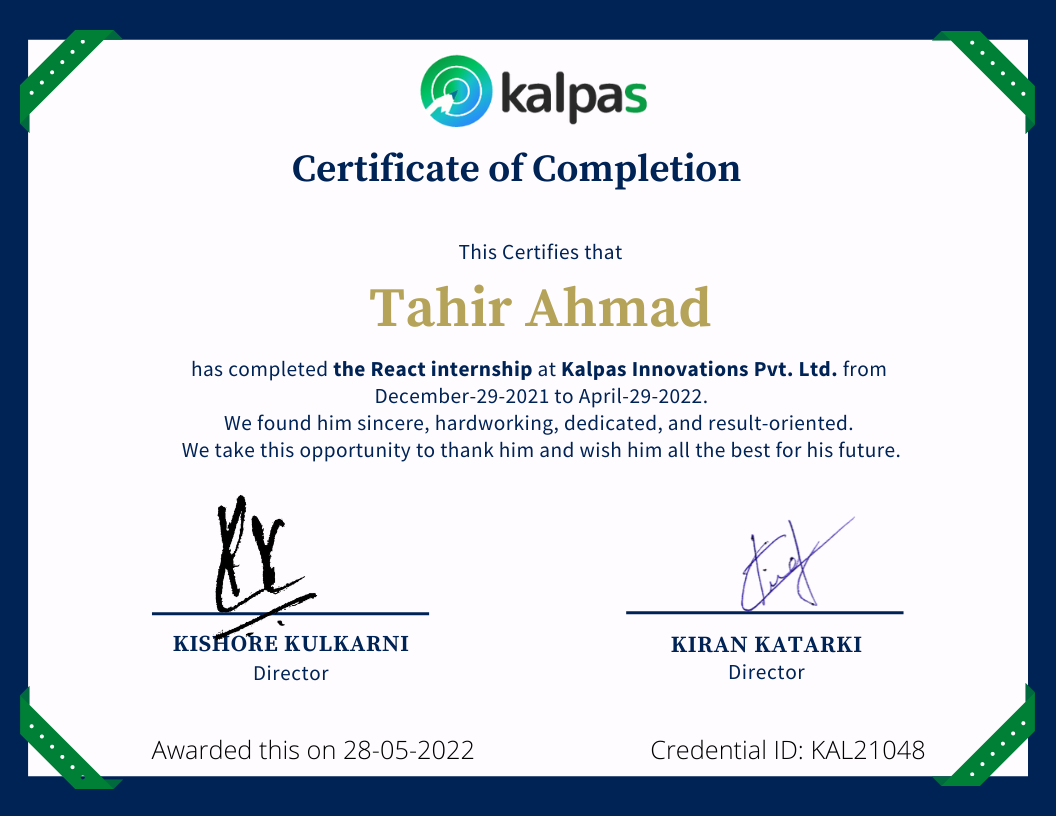 kalpas
Certificate of Completion
This Certifies that
Tahir Ahmad
has completed the React internship at Kalpas Innovations Pvt. Ltd. from
December-29-2021 to April-29-2022.
We found him sincere, hardworking, dedicated, and result-oriented.
We take this opportunity to thank him and wish him all the best for his future.
KISHORE KULKARNI
Director
KIRAN KATARKI
Director
Awarded this on 28-05-2022
Credential ID: KAL21048